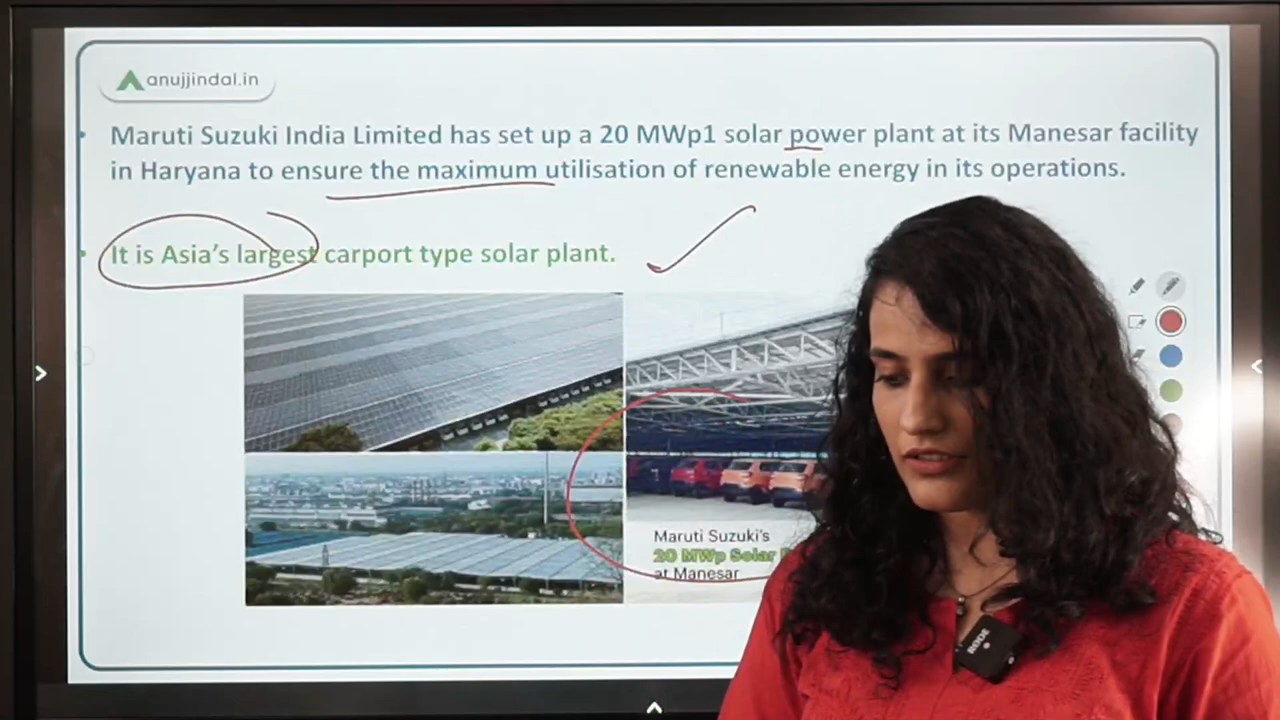 anujjindal.in
Maruti Suzuki India Limited has set up a 20 MWp1 solar power plant at its Manesar facility
in Haryana to ensure the maximum utilisation of renewable energy in its operations.
It is Asia's largest carport type solar plant.
Maruti Suzuki's
20 MWp Solar
at Manesar
RODE